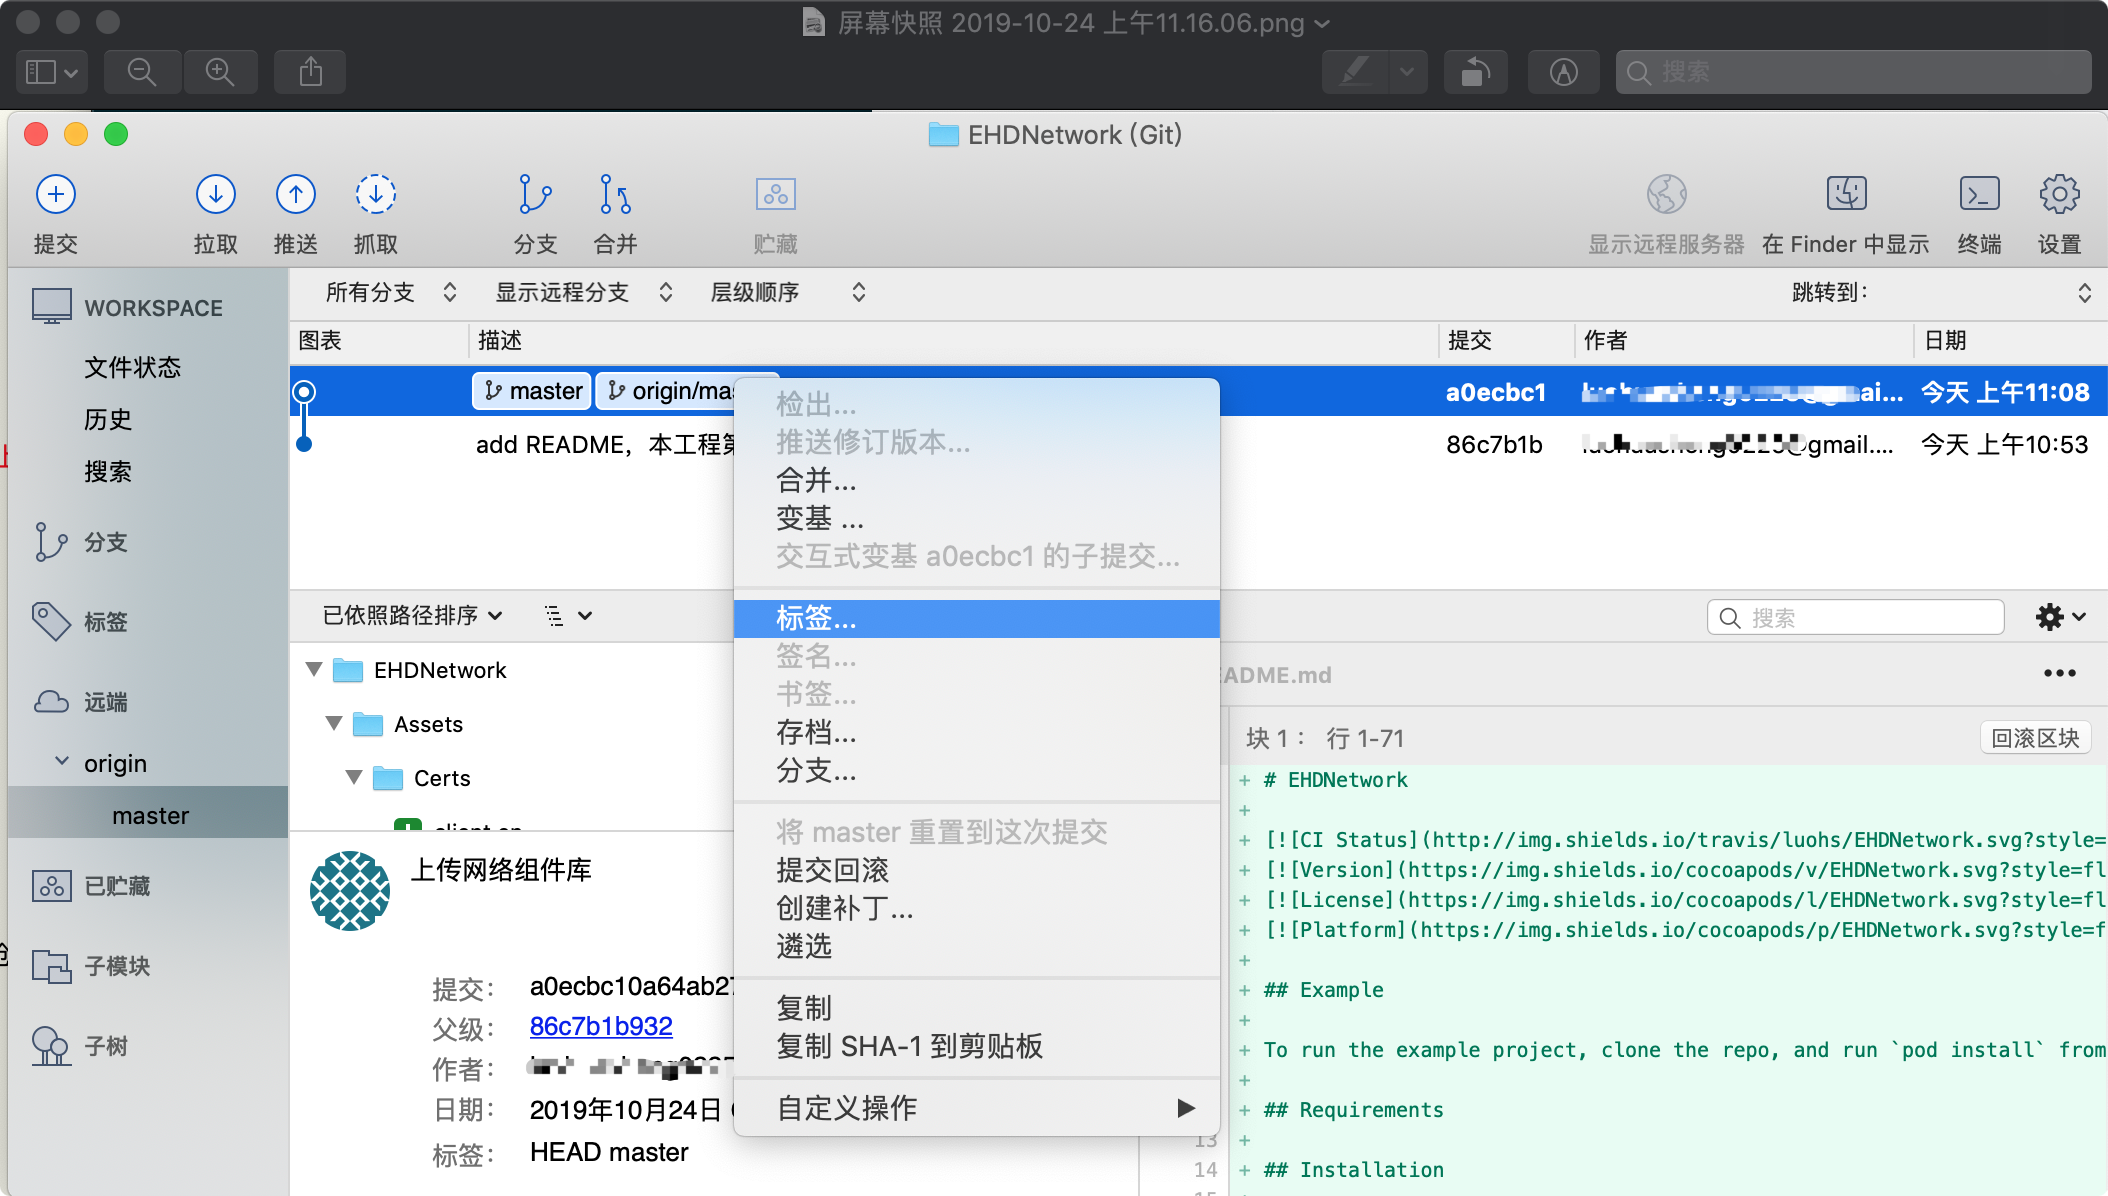 屏幕快照 2019-10-24 上午11.16.06.png
搜索
EHDNetwork (Git)
提交
拉取
推送
抓取
分支
合并
贮藏
显示远程服务器
在 Finder 中显示
终端
设置
WORKSPACE
文件状态
历史
搜索
分支
标签
远端
origin
master
已贮藏
子模块
子树
所有分支
显示远程分支
层级顺序
跳转到：
图表
描述
提交
作者
日期
master
origin/mas
a0ecbc1
今天 上午11:08
add README，本工程第
86c7b1b
@gmail....
今天 上午10:53
检出...
推送修订版本...
合并...
变基 ...
交互式变基 a0ecbc1 的子提交...
标签...
签名...
书签...
存档...
分支...
将 master 重置到这次提交
提交回滚
创建补丁...
遴选
复制
复制 SHA-1 到剪贴板
自定义操作
已依照路径排序
搜索
EHDNetwork
Assets
Certs
上传网络组件库
提交：
a0ecbc10a64ab27
父级：
86c7b1b932
作者：
日期：
2019年10月24日
标签：
HEAD master
EADME.md
块 1： 行 1-71
回滚区块
+ # EHDNetwork
+
+ [![CI Status](http://img.shields.io/travis/luohs/EHDNetwork.svg?style=
+ [![Version](https://img.shields.io/cocoapods/v/EHDNetwork.svg?style=fl
+ [![License](https://img.shields.io/cocoapods/l/EHDNetwork.svg?style=fl
+ [![Platform](https://img.shields.io/cocoapods/p/EHDNetwork.svg?style=f
+
+ ## Example
+
+ To run the example project, clone the repo, and run `pod install` from
+
+ ## Requirements
13 +
14 + ## Installation